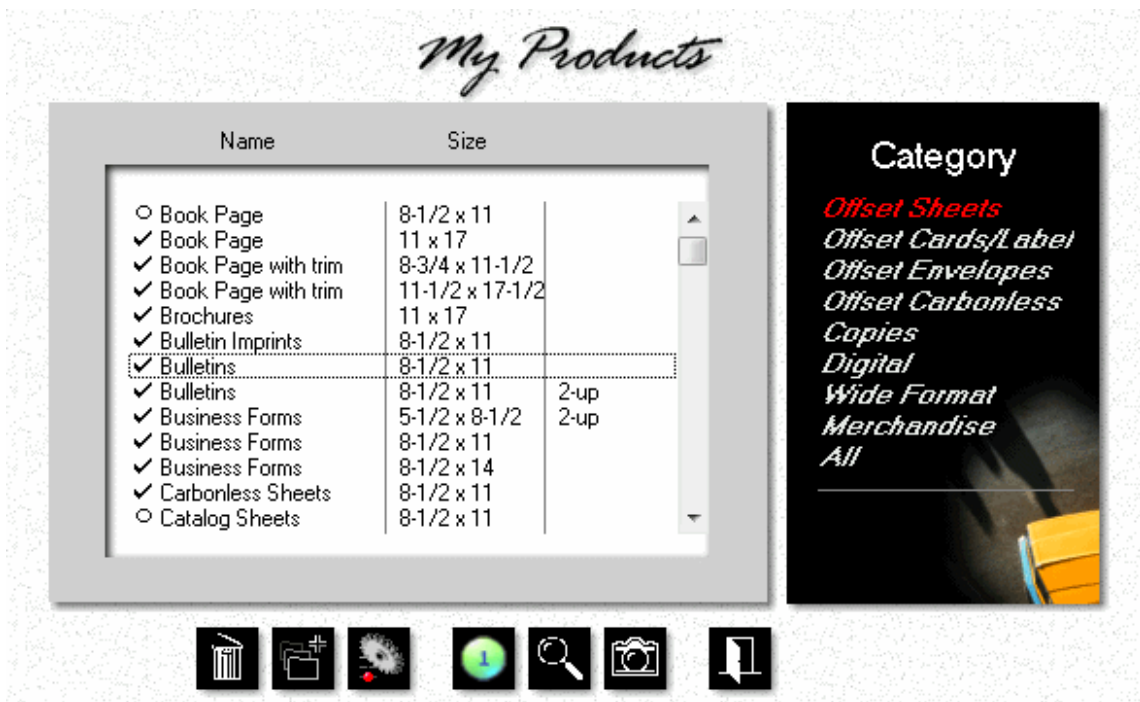 My Products
Name Size
Book Page 8-1/2 x 11
Book Page 11 x 17
Book Page with trim 8-3/4 x 11-1/2
Book Page with trim 11-1/2 x 17-1/2
Brochures 11 x 17
Bulletin Imprints 8-1/2 x 11
Bulletins 8-1/2 x 11
Bulletins 8-1/2 x 11 2-up
Business Forms 5-1/2 x 8-1/2 2-up
Business Forms 8-1/2 x 11
Business Forms 8-1/2 x 14
Carbonless Sheets 8-1/2 x 11
Catalog Sheets 8-1/2 x 11
Category
Offset Sheets
Offset Cards/Label
Offset Envelopes
Offset Carbonless
Copies
Digital
Wide Format
Merchandise
All
1